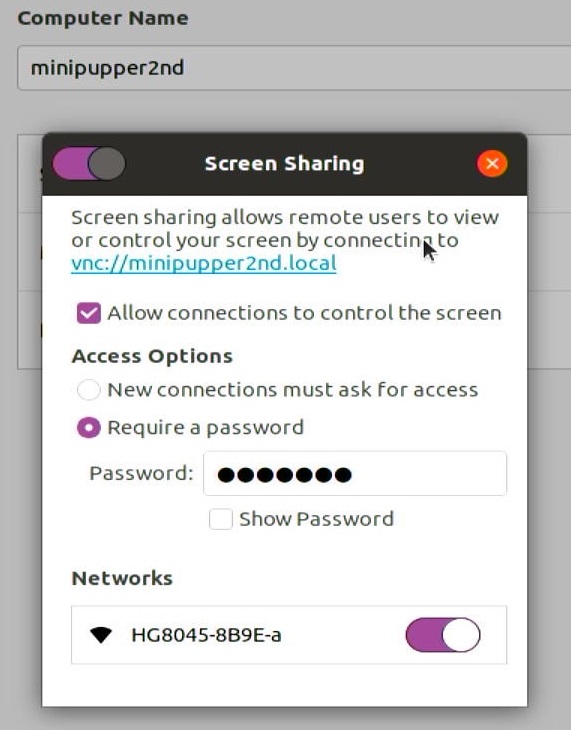 Computer Name
minipupper2nd
Screen Sharing
Screen sharing allows remote users to view
or control your screen by connecting to
vnc://minipupper2nd.local
Allow connections to control the screen
Access Options
New connections must ask for access
Require a password
Password: ●●●●●●●
Show Password
Networks
HG8045-8B9E-a